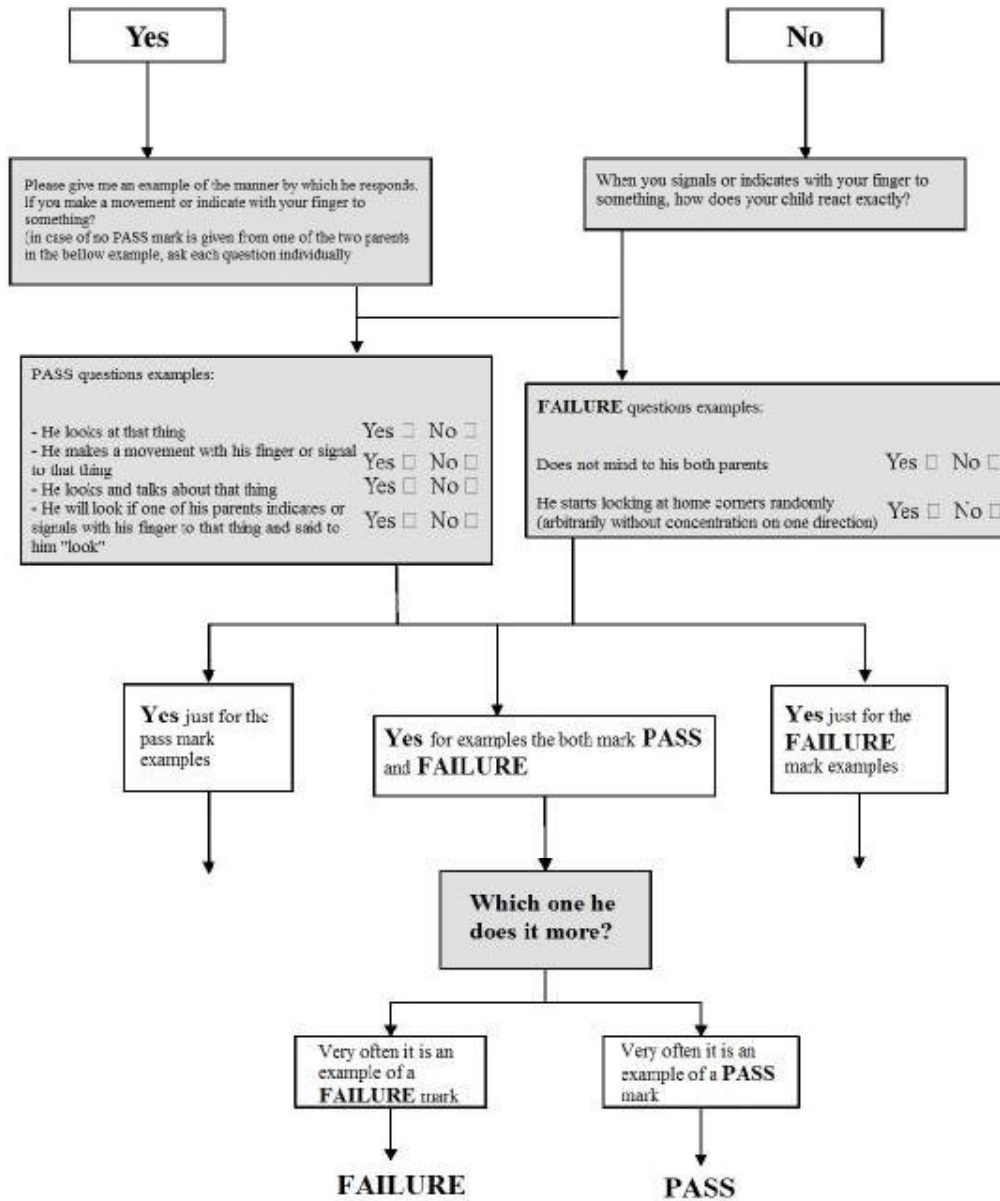 Yes
No
Please give me an example of the manner by which he responds.
If you make a movement or indicate with your finger to
something?
(in case of no PASS mark is given from one of the two parents
in the bellow example, ask each question individually
When you signals or indicates with your finger to
something, how does your child react exactly?
PASS questions examples:
- He looks at that thing Yes □ No □
- He makes a movement with his finger or signal
to that thing Yes □ No □
- He looks and talks about that thing Yes □ No □
- He will look if one of his parents indicates or
signals with his finger to that thing and said to Yes □ No □
him "look"
FAILURE questions examples:
Does not mind to his both parents Yes □ No □
He starts looking at home corners randomly
(arbitrarily without concentration on one direction) Yes □ No □
Yes just for the
pass mark
examples
Yes for examples the both mark PASS
and FAILURE
Yes just for the
FAILURE
mark examples
Which one he
does it more?
Very often it is an
example of a
FAILURE mark
Very often it is an
example of a PASS
mark
FAILURE
PASS